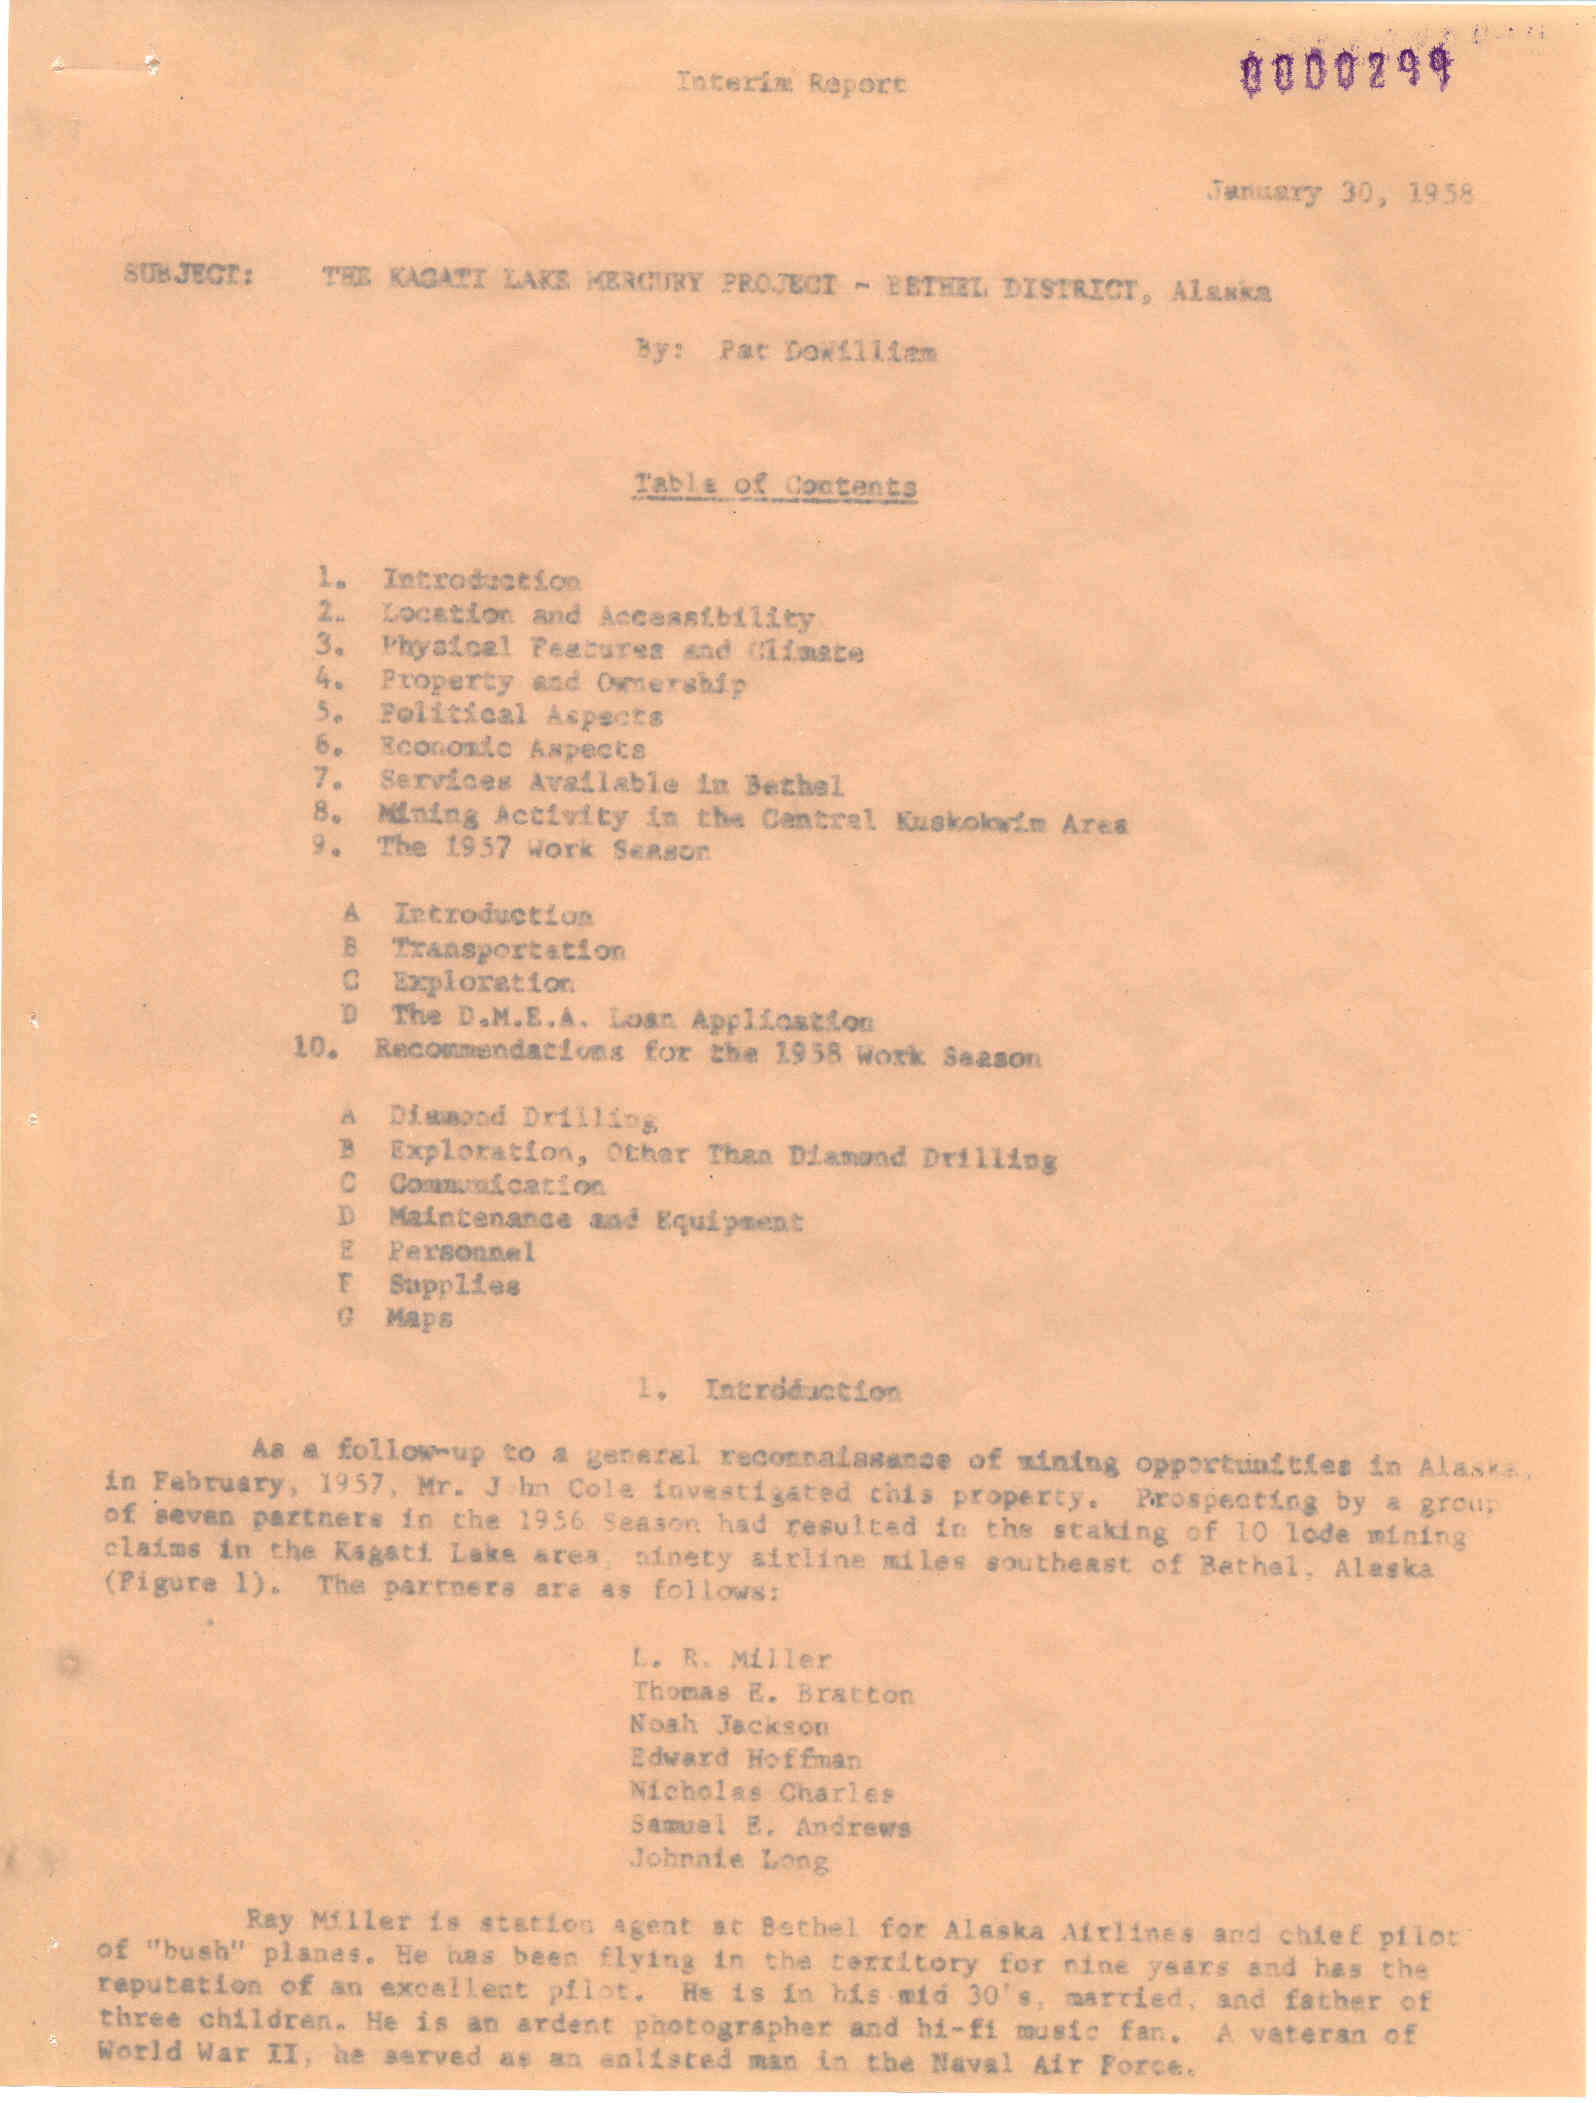 0000299
Interim Report
January 30, 1958
SUBJECT: THE KAGATI LAKE MERCURY PROJECT - BETHEL DISTRICT, Alaska
By: Pat DoWilliam
Table of Contents
1. Introduction
2. Location and Accessibility
3. Physical Features and Climate
4. Property and Ownership
5. Political Aspects
6. Economic Aspects
7. Services Available in Bethel
8. Mining Activity in the Central Kuskokwim Area
9. The 1957 Work Season
A Introduction
B Transportation
C Exploration
D The D.M.E.A. Loan Application
10. Recommendations for the 1958 Work Season
A Diamond Drilling
B Exploration, Other Than Diamond Drilling
C Communication
D Maintenance and Equipment
E Personnel
F Supplies
G Maps
1. Introduction
As a follow-up to a general reconnaissance of mining opportunities in Alaska,
in February, 1957, Mr. John Cole investigated this property. Prospecting by a group
of seven partners in the 1956 Season had resulted in the staking of 10 lode mining
claims in the Kagati Lake area, ninety airline miles southeast of Bethel, Alaska
(Figure 1). The partners are as follows:
L. R. Miller
Thomas E. Bratton
Noah Jackson
Edward Hoffman
Nicholas Charles
Samuel E. Andrews
Johnnie Long
Ray Miller is station agent at Bethel for Alaska Airlines and chief pilot
of "bush" planes. He has been flying in the territory for nine years and has the
reputation of an excellent pilot. He is in his mid 30's, married, and father of
three children. He is an ardent photographer and hi-fi music fan. A veteran of
World War II, he served as an enlisted man in the Naval Air Force.